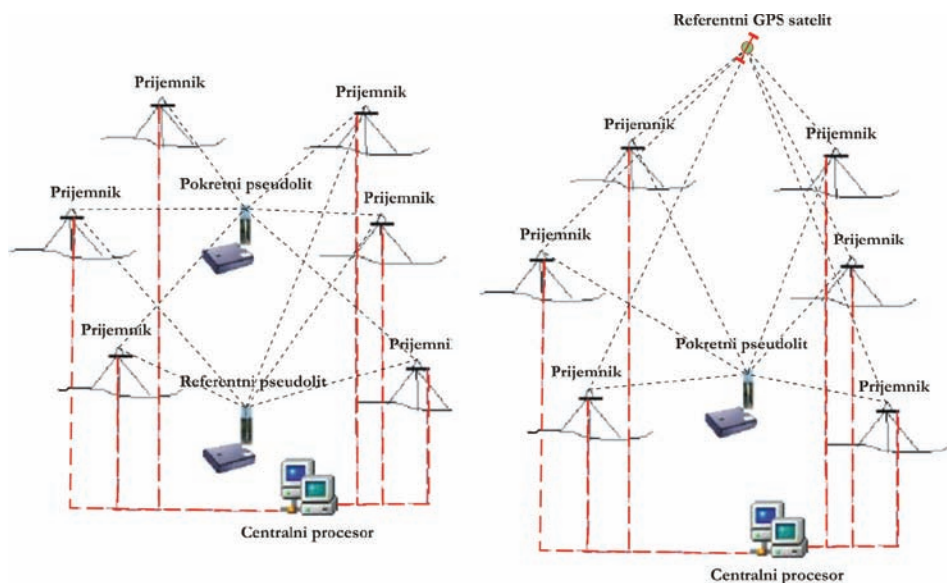 Prijemnik
Prijemnik
Prijemnik
Pokretni pseudolit
Prijemnik
Prijemnik
Referentni pseudolit
Prijemni
Centralni procesor
Referentni GPS satelit
Prijemnik
Prijemnik
Prijemnik
Prijemnik
Pokretni pseudolit
Prijemnik
Prijemnik
Centralni procesor